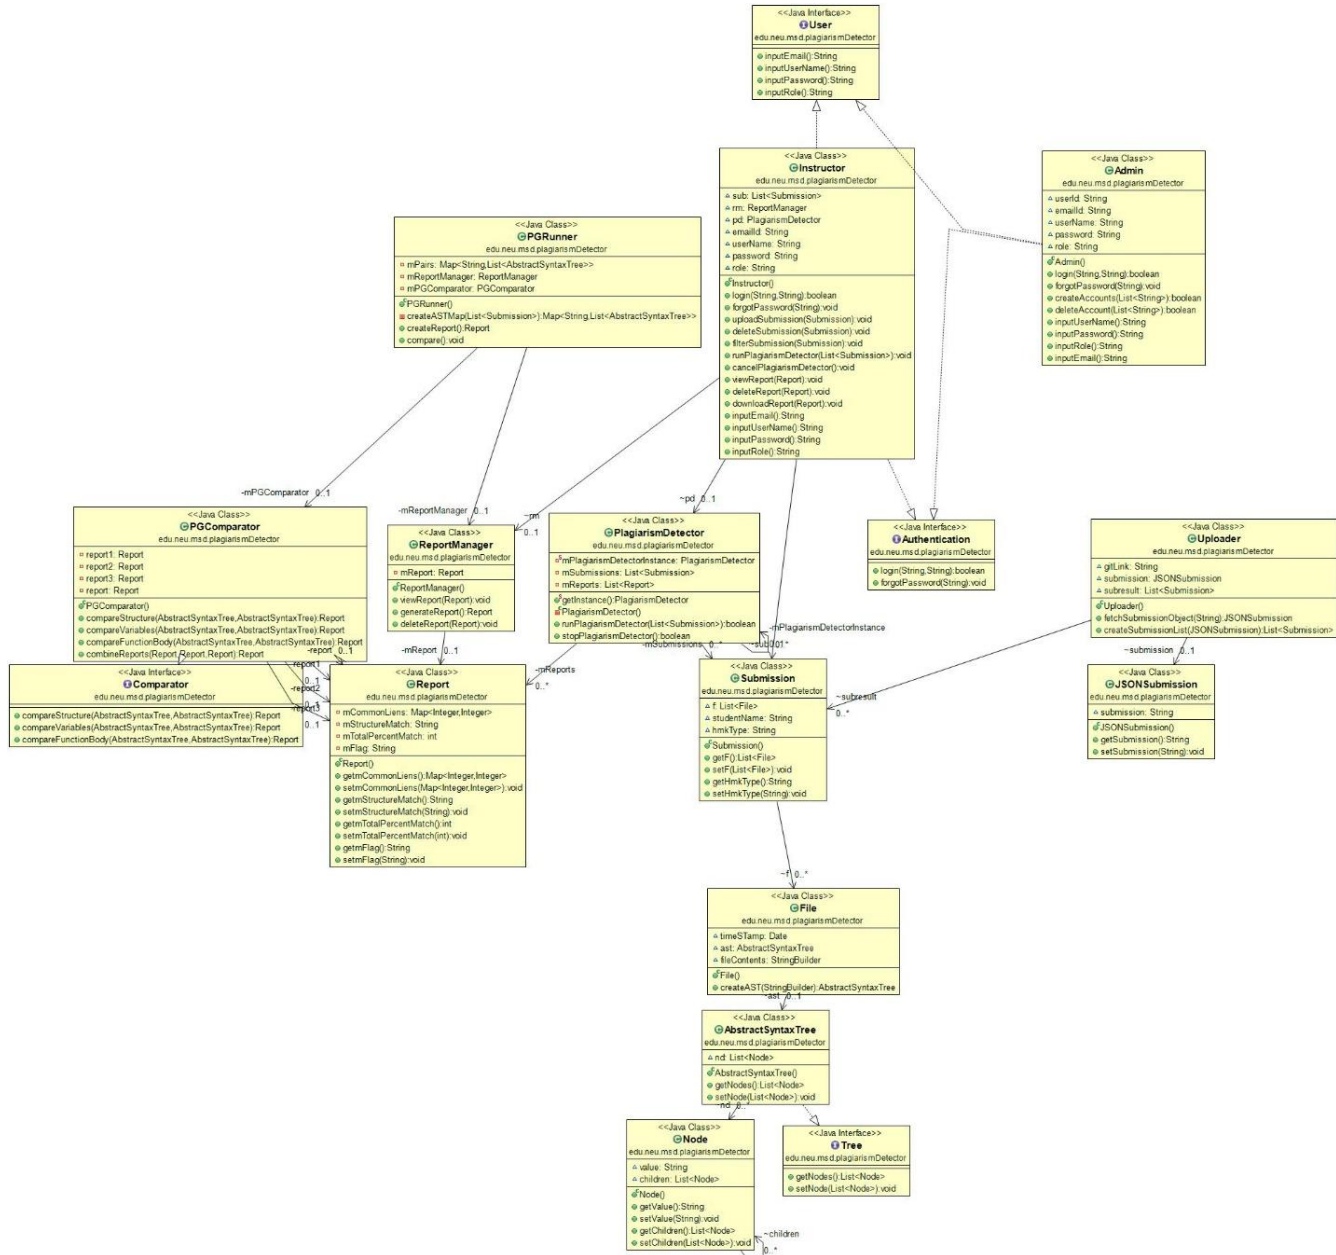 <<Java Interface>>
User
edu.neu.msd.plagiarismDetector
inputEmail():String
inputUserName():String
inputPassword():String
inputRole():String
<<Java Class>>
Instructor
edu.neu.msd.plagiarismDetector
sub: List<Submission>
rm: ReportManager
pd: PlagiarismDetector
emailId: String
userName: String
password: String
role: String
Instructor()
login(String,String):boolean
forgotPassword(String):void
uploadSubmission(Submission):void
deleteSubmission(Submission):void
filterSubmission(Submission):void
runPlagiarismDetector(List<Submission>):void
cancelPlagiarismDetector():void
viewReport(Report):void
deleteReport(Report):void
downloadReport(Report):void
inputEmail():String
inputUserName():String
inputPassword():String
inputRole():String
<<Java Class>>
Admin
edu.neu.msd.plagiarismDetector
userId: String
emailId: String
userName: String
password: String
role: String
Admin()
login(String,String):boolean
forgotPassword(String):void
createAccounts(List<String>):boolean
deleteAccount(List<String>):boolean
inputUserName():String
inputPassword():String
inputRole():String
inputEmail():String
<<Java Class>>
PGRunner
edu.neu.msd.plagiarismDetector
mPairs: Map<String,List<AbstractSyntaxTree>>
mReportManager: ReportManager
mPGComparator: PGComparator
PGRunner()
createASTMap(List<Submission>):Map<String,List<AbstractSyntaxTree>>
createReport():Report
compare():void
-mPGComparator 0..1
-mReportManager 0..1
~rm
0..1
~pd 0..1
<<Java Class>>
PGComparator
edu.neu.msd.plagiarismDetector
report1: Report
report2: Report
report3: Report
report: Report
PGComparator()
compareStructure(AbstractSyntaxTree,AbstractSyntaxTree):Report
compareVariables(AbstractSyntaxTree,AbstractSyntaxTree):Report
compareFunctionBody(AbstractSyntaxTree,AbstractSyntaxTree):Report
combineReports(Report,Report,Report):Report
<<Java Class>>
ReportManager
edu.neu.msd.plagiarismDetector
mReport: Report
ReportManager()
viewReport(Report):void
generateReport():Report
deleteReport(Report):void
<<Java Class>>
PlagiarismDetector
edu.neu.msd.plagiarismDetector
mPlagiarismDetectorInstance: PlagiarismDetector
mSubmissions: List<Submission>
mReports: List<Report>
getInstance():PlagiarismDetector
PlagiarismDetector()
runPlagiarismDetector(List<Submission>):boolean
stopPlagiarismDetector():boolean
<<Java Interface>>
Authentication
edu.neu.msd.plagiarismDetector
login(String,String):boolean
forgotPassword(String):void
<<Java Class>>
Uploader
edu.neu.msd.plagiarismDetector
gitLink: String
submission: JSONSubmission
subresult: List<Submission>
Uploader()
fetchSubmissionObject(String):JSONSubmission
createSubmissionList(JSONSubmission):List<Submission>
-mPlagiarismDetectorInstance
-mSubmissions 0..*
-report 0..1
-report1
0..1
-report2
0..1
-report3
0..1
-mReport 0..1
-mReports
0..*
~submission 0..1
~subresult
0..*
<<Java Interface>>
Comparator
edu.neu.msd.plagiarismDetector
compareStructure(AbstractSyntaxTree,AbstractSyntaxTree):Report
compareVariables(AbstractSyntaxTree,AbstractSyntaxTree):Report
compareFunctionBody(AbstractSyntaxTree,AbstractSyntaxTree):Report
<<Java Class>>
Report
edu.neu.msd.plagiarismDetector
mCommonLiens: Map<Integer,Integer>
mStructureMatch: String
mTotalPercentMatch: int
mFlag: String
Report()
getmCommonLiens():Map<Integer,Integer>
setmCommonLiens(Map<Integer,Integer>):void
getmStructureMatch():String
setmStructureMatch(String):void
getmTotalPercentMatch():int
setmTotalPercentMatch(int):void
getmFlag():String
setmFlag(String):void
<<Java Class>>
Submission
edu.neu.msd.plagiarismDetector
f: List<File>
studentName: String
hmkType: String
Submission()
getF():List<File>
setF(List<File>):void
getHmkType():String
setHmkType(String):void
<<Java Class>>
JSONSubmission
edu.neu.msd.plagiarismDetector
submission: String
JSONSubmission()
getSubmission():String
setSubmission(String):void
~f 0..*
<<Java Class>>
File
edu.neu.msd.plagiarismDetector
timeSTamp: Date
ast: AbstractSyntaxTree
fileContents: StringBuilder
File()
createAST(StringBuilder):AbstractSyntaxTree
~ast 0..1
<<Java Class>>
AbstractSyntaxTree
edu.neu.msd.plagiarismDetector
nd: List<Node>
AbstractSyntaxTree()
getNodes():List<Node>
setNode(List<Node>):void
~nd 0..*
<<Java Class>>
Node
edu.neu.msd.plagiarismDetector
value: String
children: List<Node>
Node()
getValue():String
setValue(String):void
getChildren():List<Node>
setChildren(List<Node>):void
<<Java Interface>>
Tree
edu.neu.msd.plagiarismDetector
getNodes():List<Node>
setNode(List<Node>):void
~children
0..*